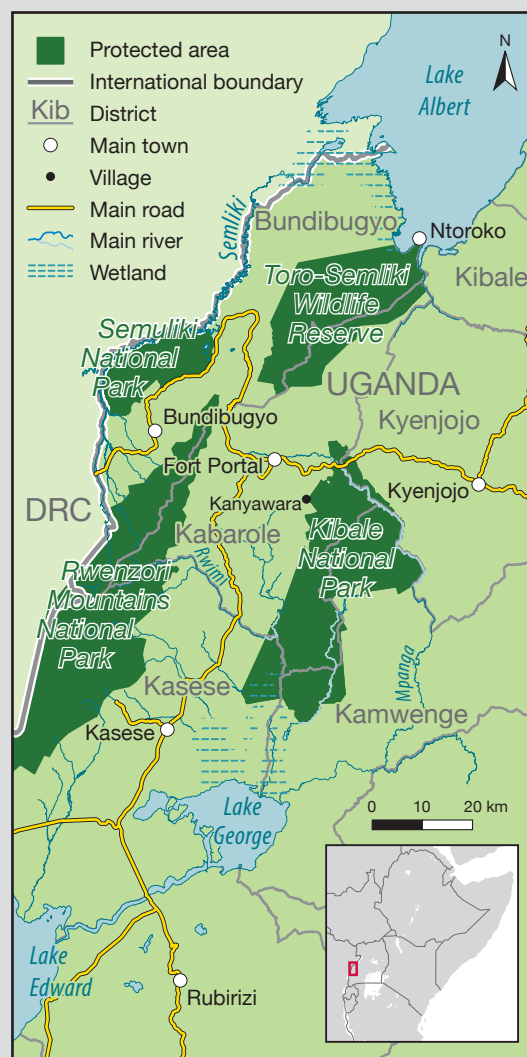 Protected area
International boundary
Kib District
Main town
Village
Main road
Main river
Wetland
N
Lake
Albert
Semliki
Bundibugyo
Ntoroko
Kibale
Toro-Semliki
Wildlife
Reserve
Semuliki
National
Park
UGANDA
Bundibugyo
Kyenjojo
Fort Portal
Kyenjojo
Kanyawara
DRC
Kabarole
Kibale
National
Park
Rwimi
Rwenzori
Mountains
National
Park
Mpanga
Kasese
Kamwenge
Kasese
0 10 20 km
Lake
George
Lake
Edward
Rubirizi